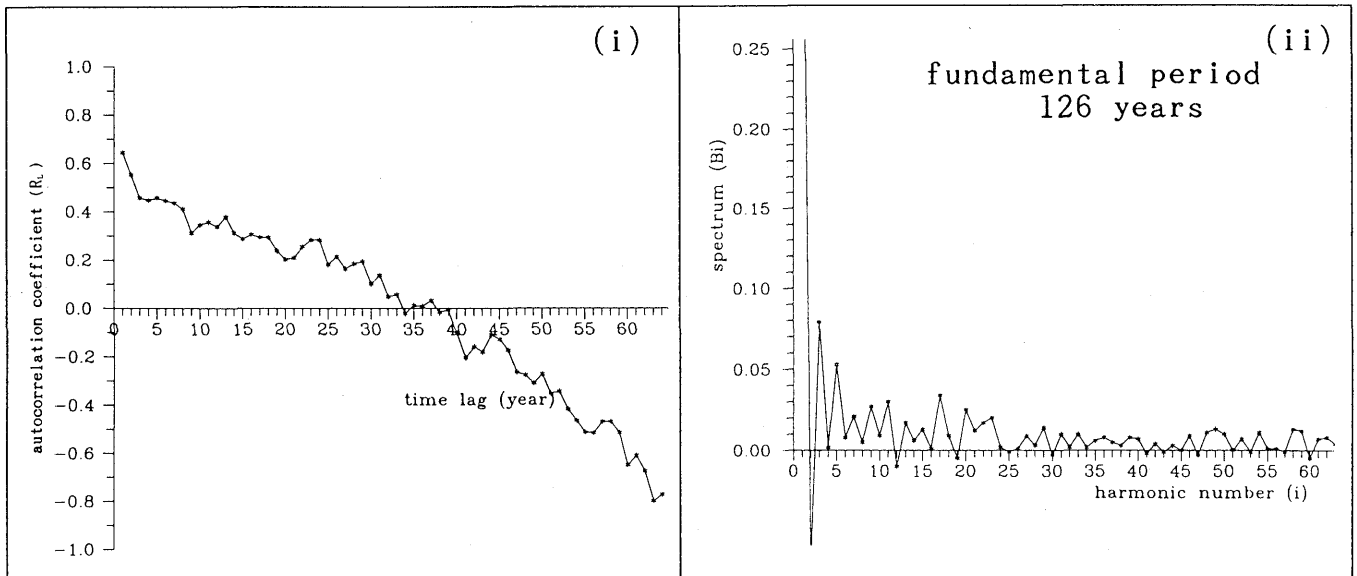 (i)
1.0
0.8
0.6
0.4
0.2
0.0
-0.2
-0.4
-0.6
-0.8
-1.0
autocorrelation coefficient (RL)
0 5 10 15 20 25 30 35 40 45 50 55 60
time lag (year)
(ii)
fundamental period
126 years
0.25
0.20
0.15
0.10
0.05
0.00
spectrum (Bi)
0 5 10 15 20 25 30 35 40 45 50 55 60
harmonic number (i)